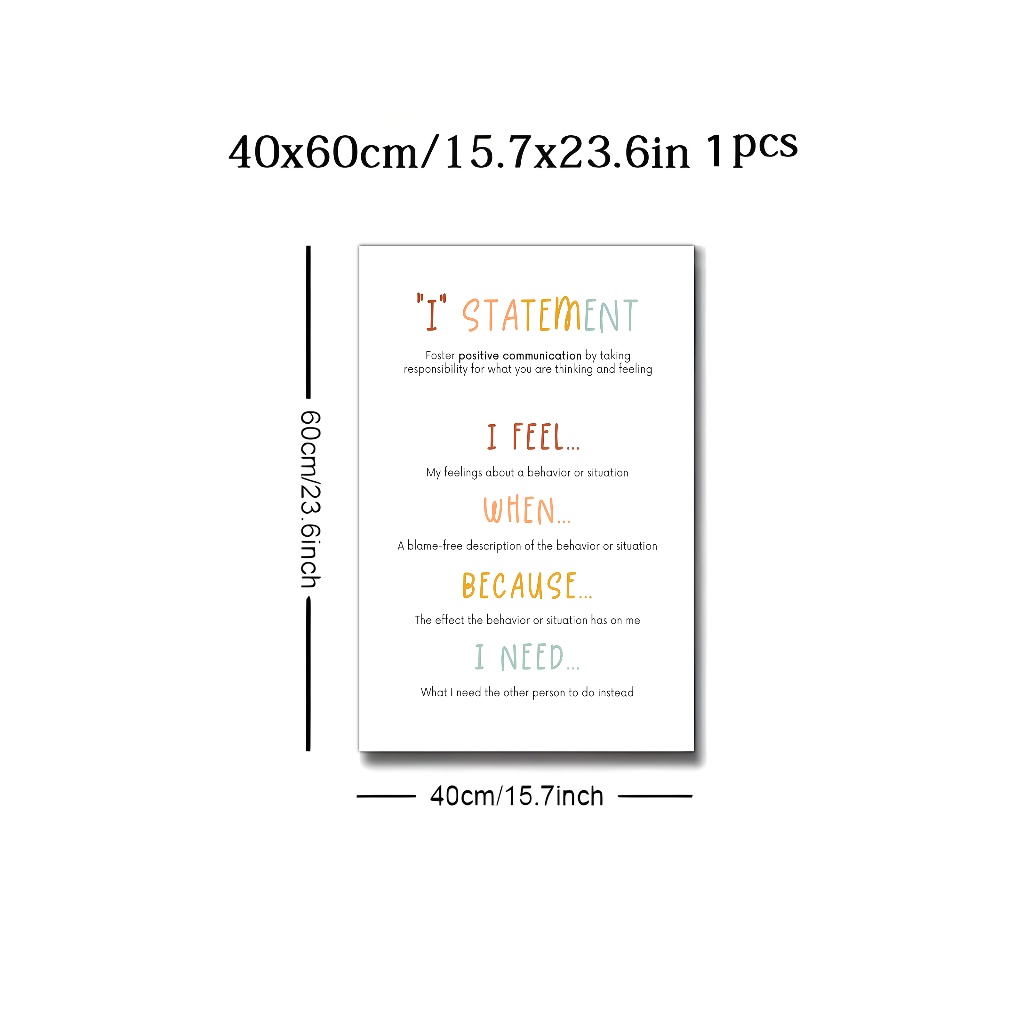 40x60cm/15.7x23.6in 1pcs
"I" STATEMENT
Foster positive communication by taking
responsibility for what you are thinking and feeling
I FEEL...
My feelings about a behavior or situation
WHEN...
A blame-free description of the behavior or situation
BECAUSE...
The effect the behavior or situation has on me
I NEED...
What I need the other person to do instead
60cm/23.6inch
40cm/15.7inch